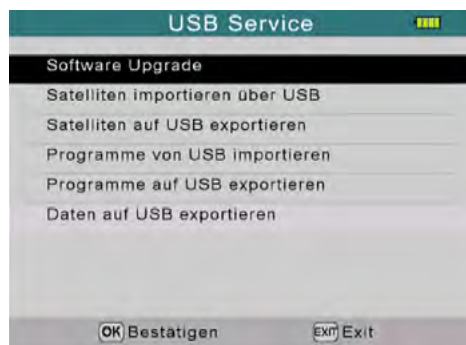 USB Service
Software Upgrade
Satelliten importieren über USB
Satelliten auf USB exportieren
Programme von USB importieren
Programme auf USB exportieren
Daten auf USB exportieren
OK Bestätigen EXIT Exit